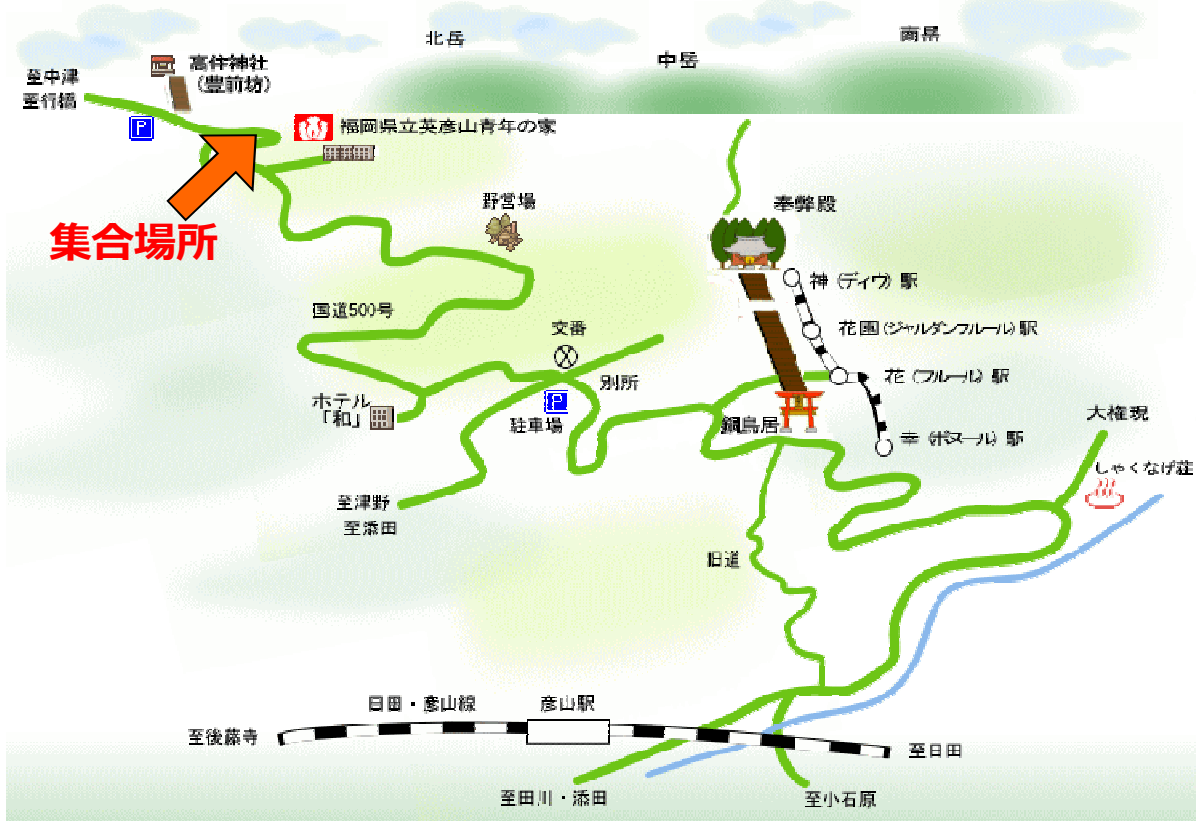 北岳
中岳
南岳
高住神社
(豊前坊)
至中津
至行橋
P
福岡県立英彦山青年の家
集合場所
野営場
奉弊殿
神(ディウ)駅
国道500号
花園(ジャルダンフルール)駅
交番
別所
花(フルール)駅
ホテル
「和」
P
駐車場
銅鳥居
幸(ボヌール)駅
大権現
しゃくなげ荘
至津野
至添田
旧道
日田・彦山線
彦山駅
至後藤寺
至日田
至田川・添田
至小石原